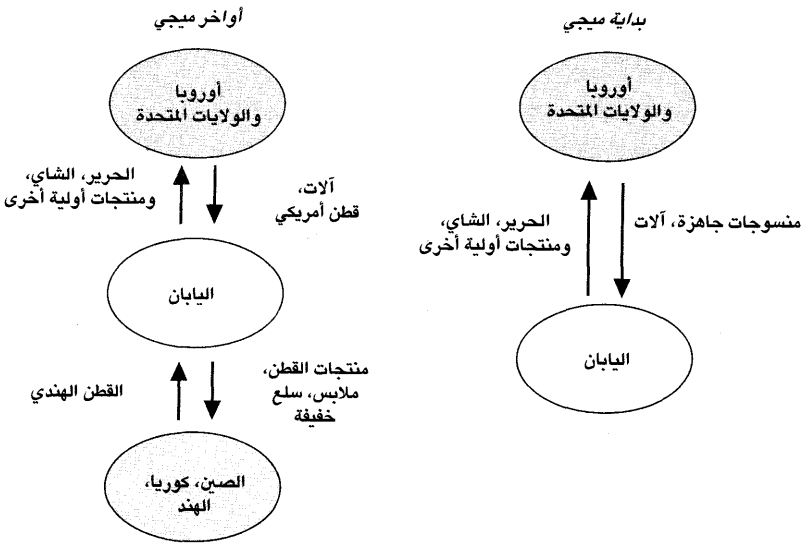 بداية ميجي
أوروبا
والولايات المتحدة
منسوجات جاهزة، آلات
الحرير، الشاي،
ومنتجات أولية أخرى
اليابان
أواخر ميجي
أوروبا
والولايات المتحدة
آلات،
قطن أمريكي
الحرير، الشاي،
ومنتجات أولية أخرى
اليابان
منتجات القطن،
ملابس، سلع
خفيفة
القطن الهندي
الصين، كوريا،
الهند